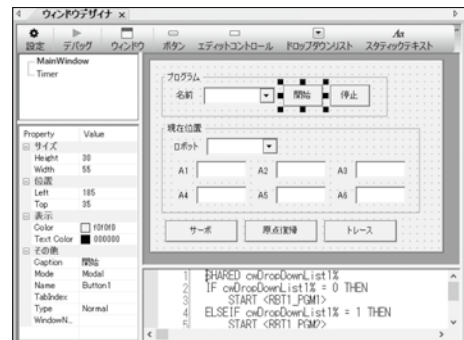 ウィンドウデザイナ ×
設定 デバッグ ウィンドウ ボタン エディットコントロール ドロップダウンリスト スタティックテキスト
Aa
MainWindow
Timer
Property Value
サイズ
Height 30
Width 55
位置
Left 185
Top 35
表示
Color f0f0f0
Text Color 000000
その他
Caption 開始
Mode Modal
Name Button1
TabIndex
Type Normal
WindowN...
プログラム
名前 開始 停止
現在位置
ロボット
A1 A2 A3
A4 A5 A6
サーボ 原点復帰 トレース
1 SHARED cwDropDownList1%
2 IF cwDropDownList1% = 0 THEN
3 START <RBT1_PGM1>
4 ELSEIF cwDropDownList1% = 1 THEN
5 START <RBT1_PGM2>